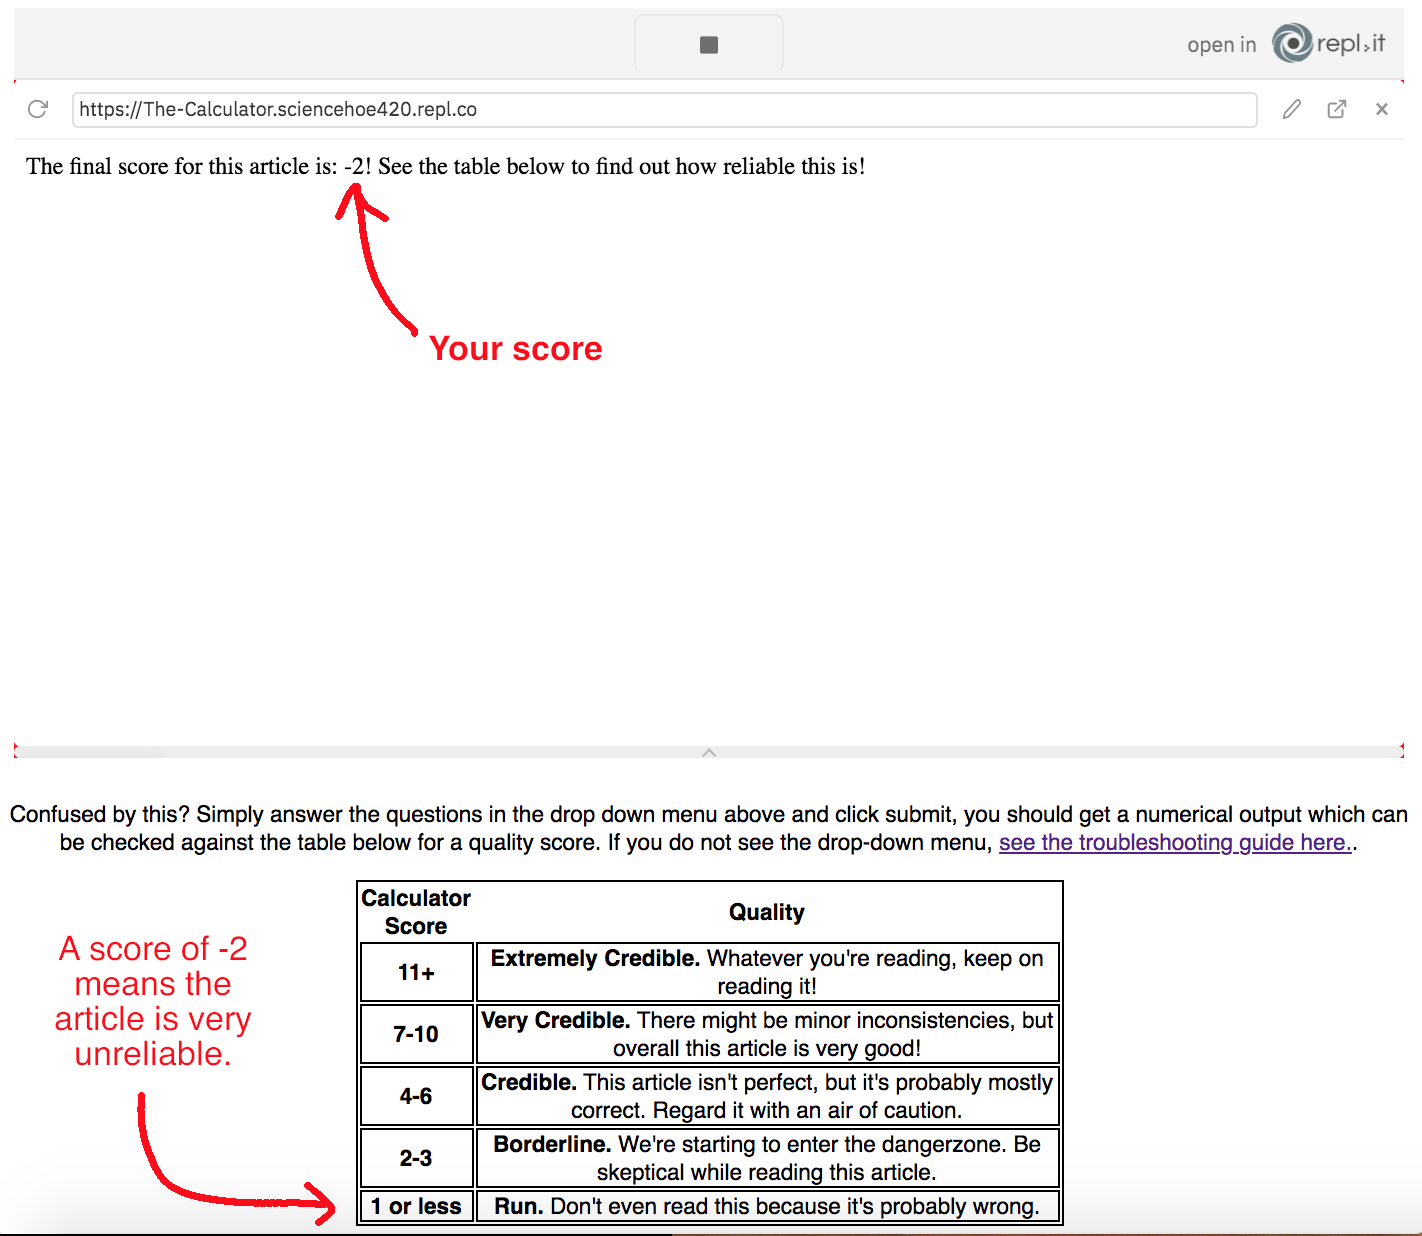 open in repl.it
https://The-Calculator.sciencehoe420.repl.co
The final score for this article is: -2! See the table below to find out how reliable this is!
Your score
Confused by this? Simply answer the questions in the drop down menu above and click submit, you should get a numerical output which can
be checked against the table below for a quality score. If you do not see the drop-down menu, see the troubleshooting guide here..
A score of -2
means the
article is very
unreliable.
Calculator
Score
Quality
11+
Extremely Credible. Whatever you're reading, keep on
reading it!
7-10
Very Credible. There might be minor inconsistencies, but
overall this article is very good!
4-6
Credible. This article isn't perfect, but it's probably mostly
correct. Regard it with an air of caution.
2-3
Borderline. We're starting to enter the dangerzone. Be
skeptical while reading this article.
1 or less
Run. Don't even read this because it's probably wrong.